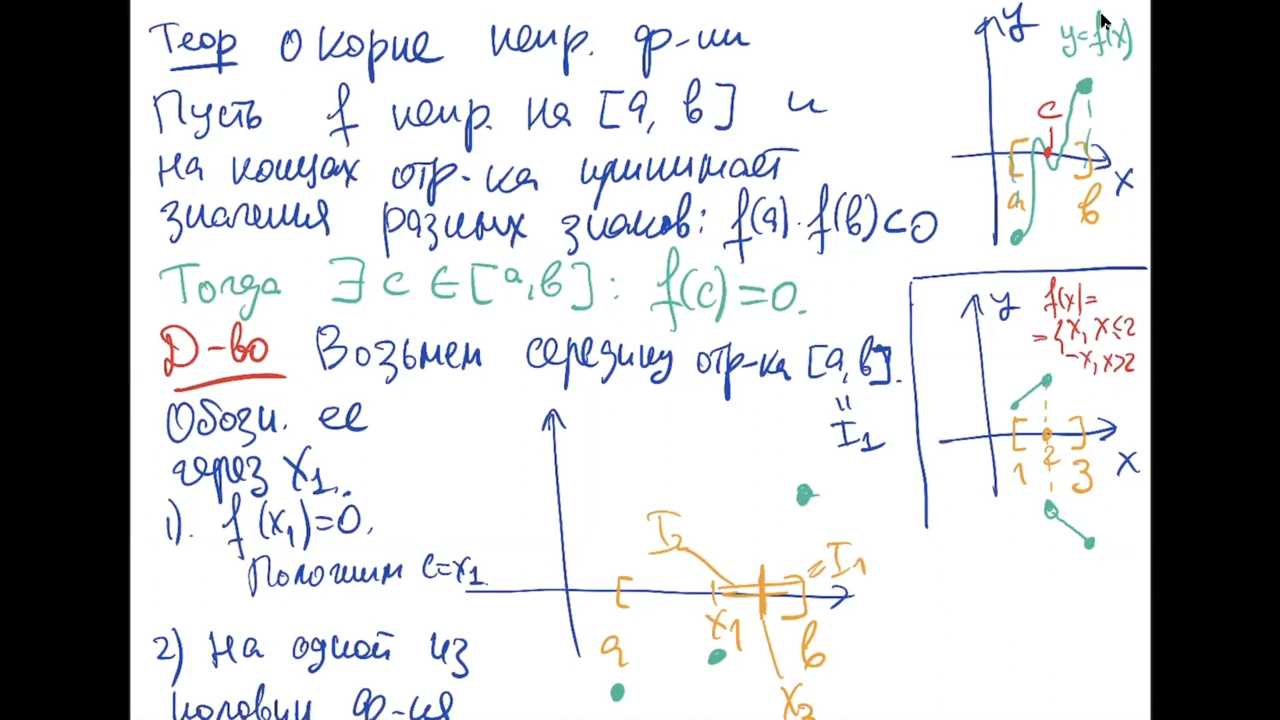 Теор о корне непр. ф-ии
Пусть f непр. на [a, b] и
на концах отр-ка принимает
значения разных знаков: f(a)·f(b)<0
Тогда ∃ c ∈ [a, b]: f(c)=0.
Д-во Возьмем середину отр-ка [a, b].
"
I₁
Обозн. ее
через x₁.
1). f(x₁)=0.
Положим c=x₁.
2) На одной из
половин ф-ия
y
y=f(x)
c
a
b
x
y
f(x)=
={x, x≤2
-x, x>2
1 2 3
x
I₂
=I₁
a
x₁
b
x₂